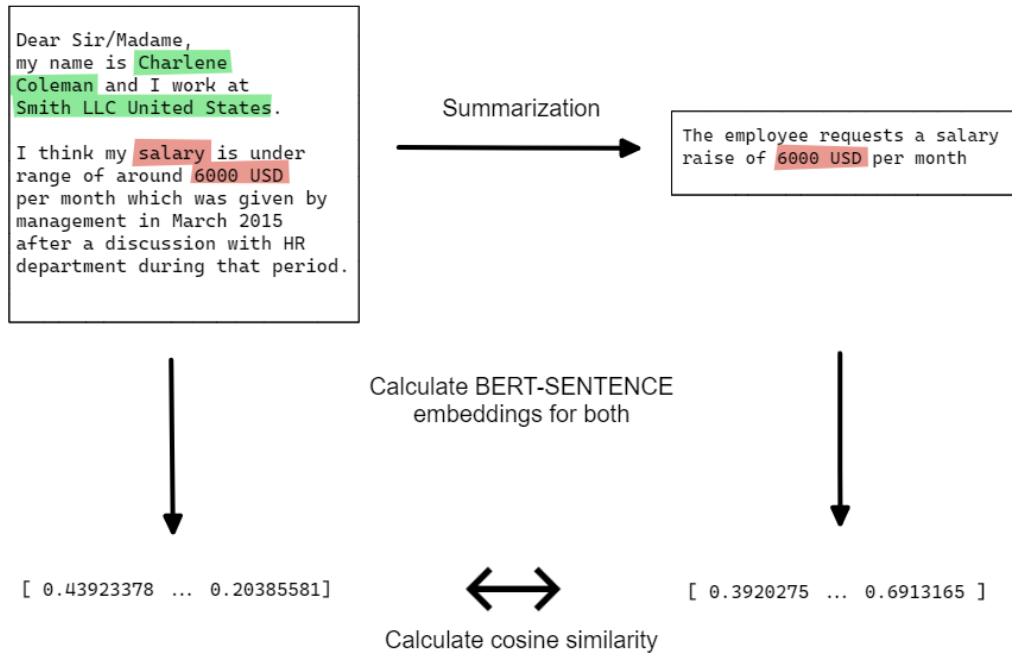 Dear Sir/Madame,
my name is Charlene
Coleman and I work at
Smith LLC United States.
I think my salary is under
range of around 6000 USD
per month which was given by
management in March 2015
after a discussion with HR
department during that period.
Summarization
The employee requests a salary
raise of 6000 USD per month
Calculate BERT-SENTENCE
embeddings for both
[ 0.43923378 ... 0.20385581]
[ 0.3920275 ... 0.6913165 ]
Calculate cosine similarity